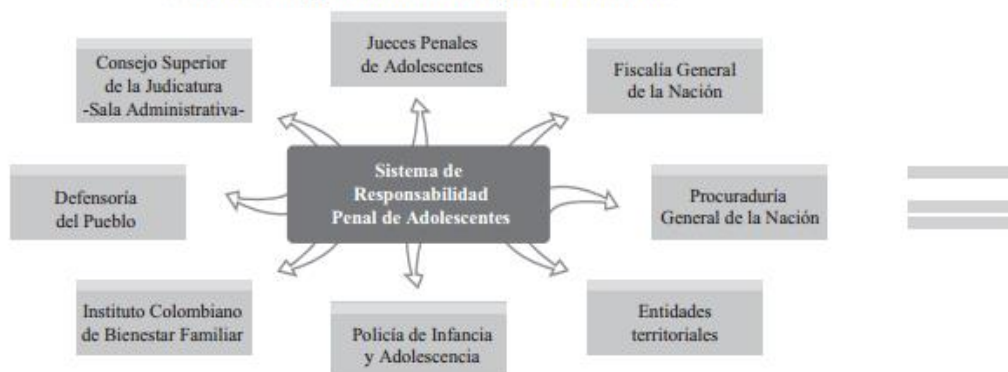 Jueces Penales
de Adolescentes
Consejo Superior
de la Judicatura
-Sala Administrativa-
Fiscalía General
de la Nación
Sistema de
Responsabilidad
Penal de Adolescentes
Defensoría
del Pueblo
Procuraduría
General de la Nación
Instituto Colombiano
de Bienestar Familiar
Policía de Infancia
y Adolescencia
Entidades
territoriales